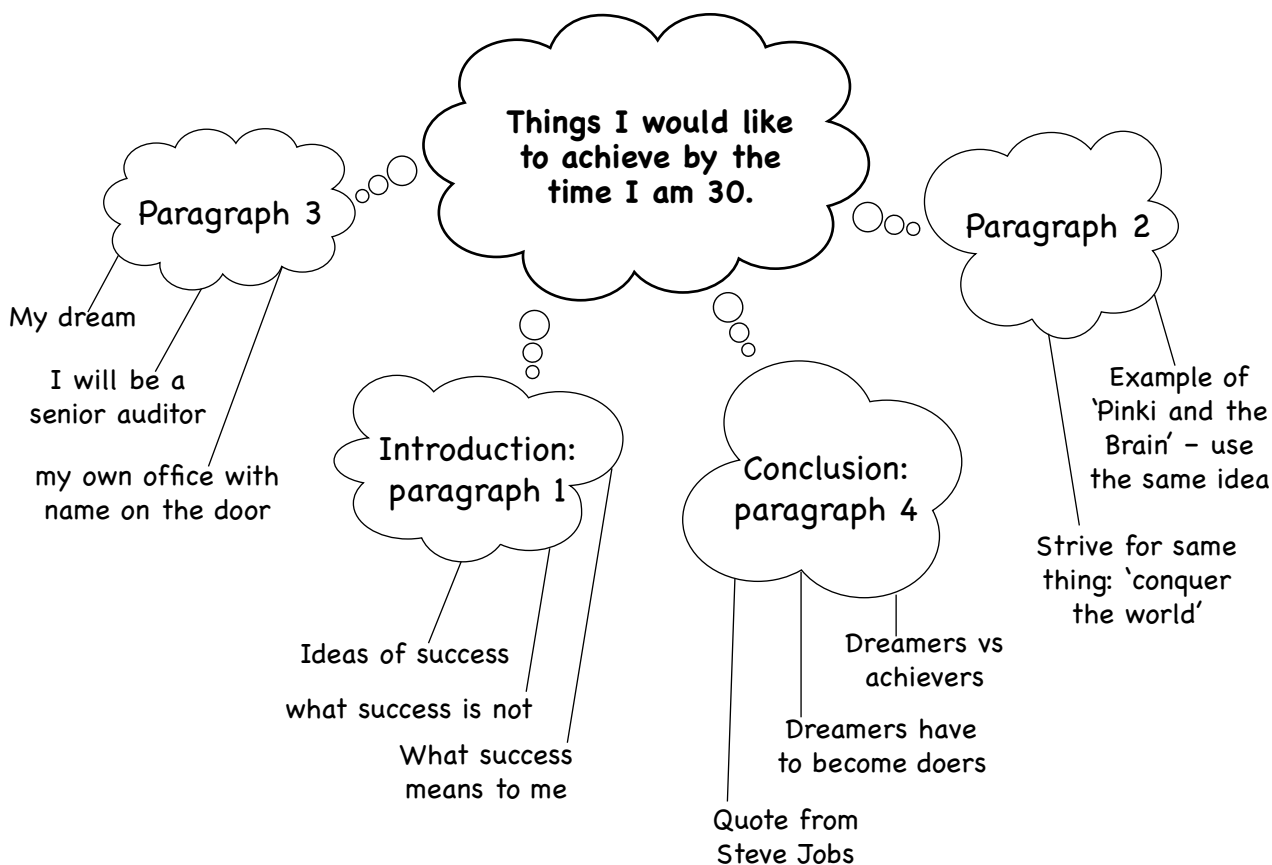 Things I would like
to achieve by the
time I am 30.
Introduction:
paragraph 1
Ideas of success
what success is not
What success
means to me
Paragraph 2
Example of
‘Pinki and the
Brain’ – use
the same idea
Strive for same
thing: ‘conquer
the world’
Paragraph 3
My dream
I will be a
senior auditor
my own office with
name on the door
Conclusion:
paragraph 4
Dreamers vs
achievers
Dreamers have
to become doers
Quote from
Steve Jobs